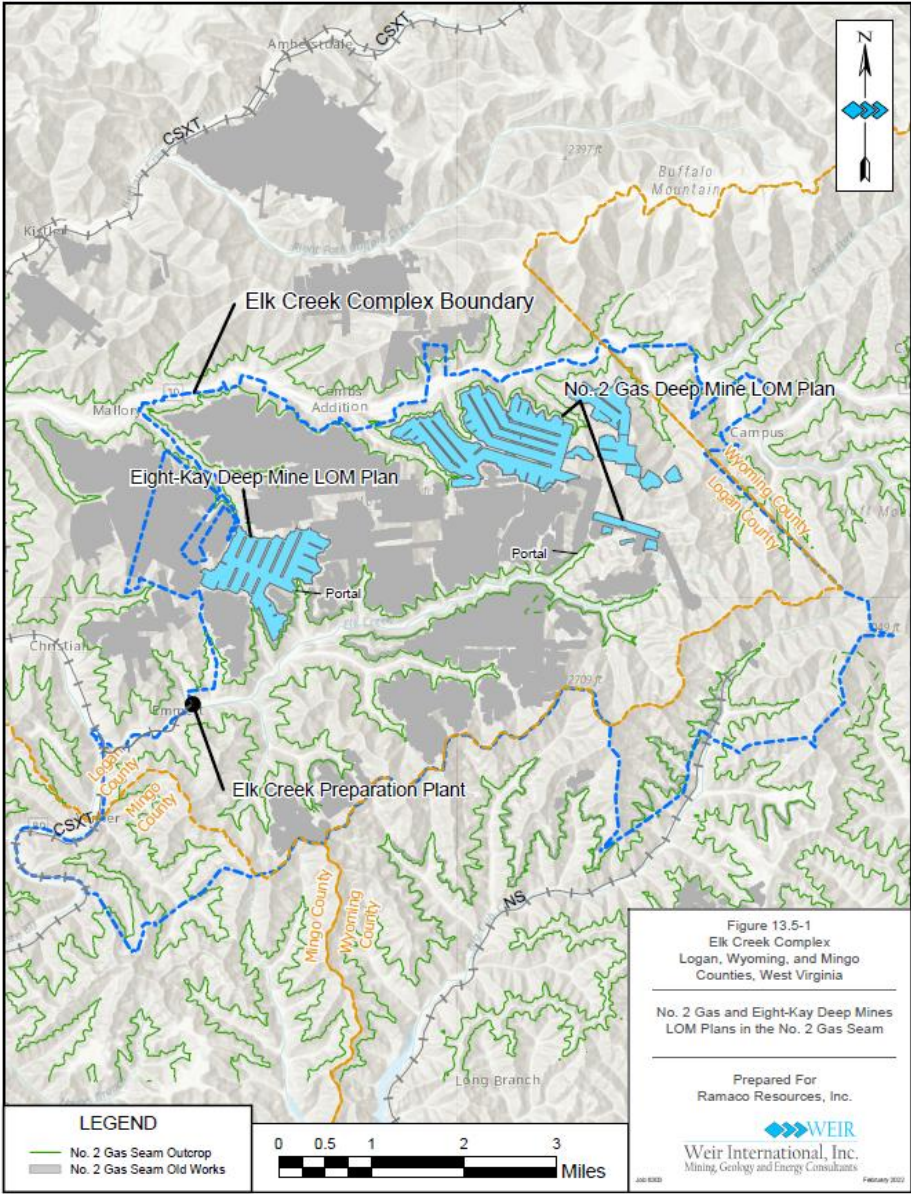 CSXT
Amherstdale
N
CSXT
2397 ft
Buffalo
Mountain
Right Fork Buffalo Creek
Elk Creek Complex Boundary
No. 2 Gas Deep Mine LOM Plan
10
Combs
Addition
Mallory
Campus
Wyoming County
Logan County
Eight-Kay Deep Mine LOM Plan
Portal
Portal
Elk Creek
Christian
2709 ft
Elk Creek Preparation Plant
Logan
County
Mingo
County
CSXT
Mingo County
Wyoming
County
NS
Long Branch
Figure 13.5-1
Elk Creek Complex
Logan, Wyoming, and Mingo
Counties, West Virginia
No. 2 Gas and Eight-Kay Deep Mines
LOM Plans in the No. 2 Gas Seam
Prepared For
Ramaco Resources, Inc.
WEIR
Weir International, Inc.
Mining, Geology and Energy Consultants
February 2022
LEGEND
No. 2 Gas Seam Outcrop
No. 2 Gas Seam Old Works
0 0.5 1 2 3
Miles